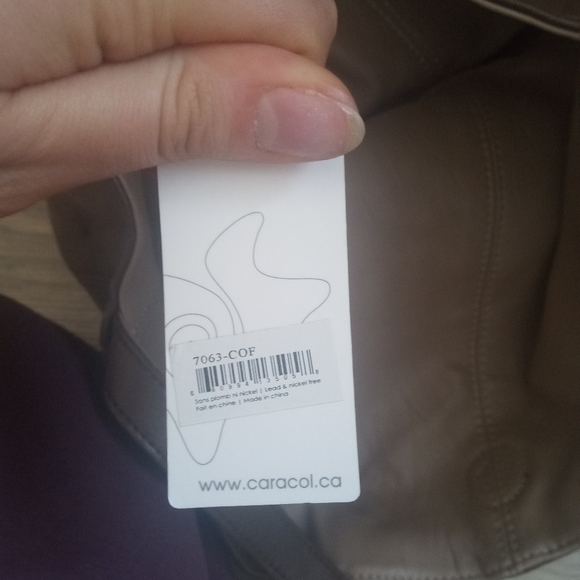 7063-COF
Sans plomb Ni nickel | Lead & nickel free
Fait en chine | Made in china
www.caracol.ca